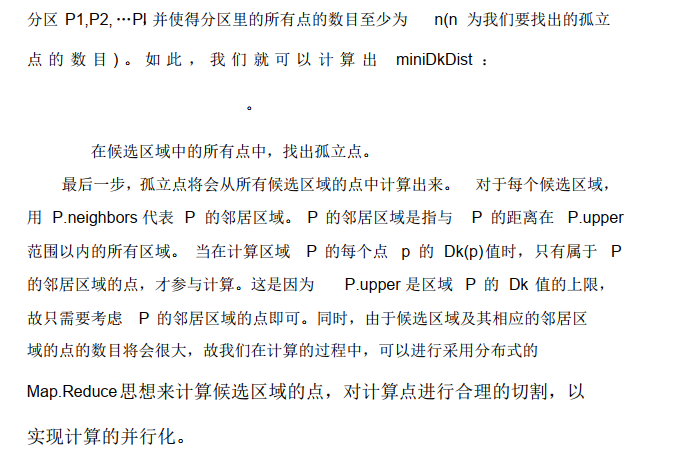 分区 P1,P2, …Pl 并使得分区里的所有点的数目至少为 n(n 为我们要找出的孤立
点的数目)。如此，我们就可以计算出 miniDkDist ：
。
在候选区域中的所有点中，找出孤立点。
最后一步，孤立点将会从所有候选区域的点中计算出来。 对于每个候选区域，
用 P.neighbors 代表 P 的邻居区域。 P 的邻居区域是指与 P 的距离在 P.upper
范围以内的所有区域。 当在计算区域 P 的每个点 p 的 Dk(p)值时，只有属于 P
的邻居区域的点，才参与计算。这是因为 P.upper 是区域 P 的 Dk 值的上限，
故只需要考虑 P 的邻居区域的点即可。同时，由于候选区域及其相应的邻居区
域的点的数目将会很大，故我们在计算的过程中，可以进行采用分布式的
Map.Reduce 思想来计算候选区域的点，对计算点进行合理的切割，以
实现计算的并行化。